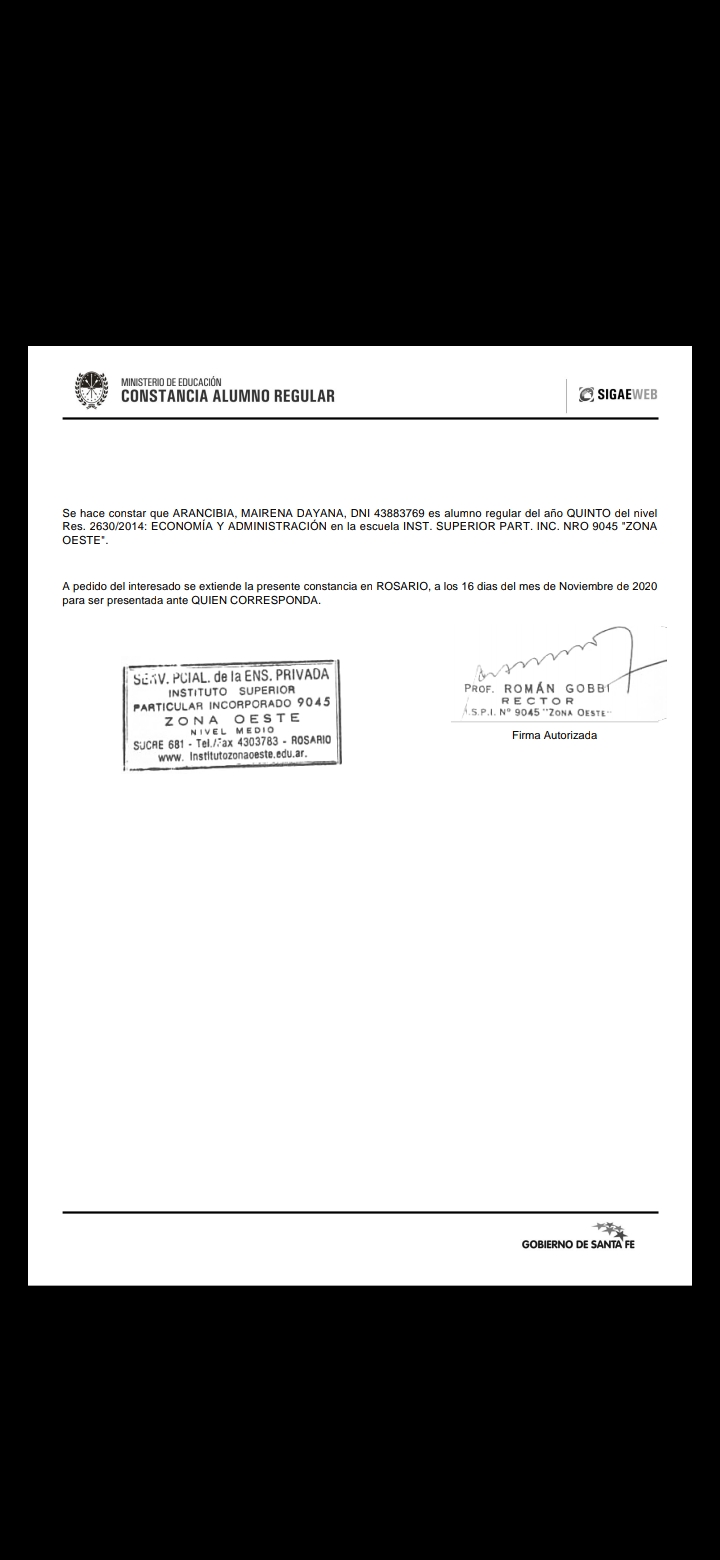 MINISTERIO DE EDUCACIÓN
CONSTANCIA ALUMNO REGULAR
SIGAEWEB
Se hace constar que ARANCIBIA, MAIRENA DAYANA, DNI 43883769 es alumno regular del año QUINTO del nivel
Res. 2630/2014: ECONOMÍA Y ADMINISTRACIÓN en la escuela INST. SUPERIOR PART. INC. NRO 9045 "ZONA
OESTE".
A pedido del interesado se extiende la presente constancia en ROSARIO, a los 16 dias del mes de Noviembre de 2020
para ser presentada ante QUIEN CORRESPONDA.
SERV. PCIAL. de la ENS. PRIVADA
INSTITUTO SUPERIOR
PARTICULAR INCORPORADO 9045
ZONA OESTE
NIVEL MEDIO
SUCRE 681 - Tel./Fax 4303783 - ROSARIO
www. Institutozonaoeste.edu.ar.
PROF. ROMÁN GOBBI
RECTOR
I.S.P.I. Nº 9045 "ZONA OESTE"
Firma Autorizada
GOBIERNO DE SANTA FE